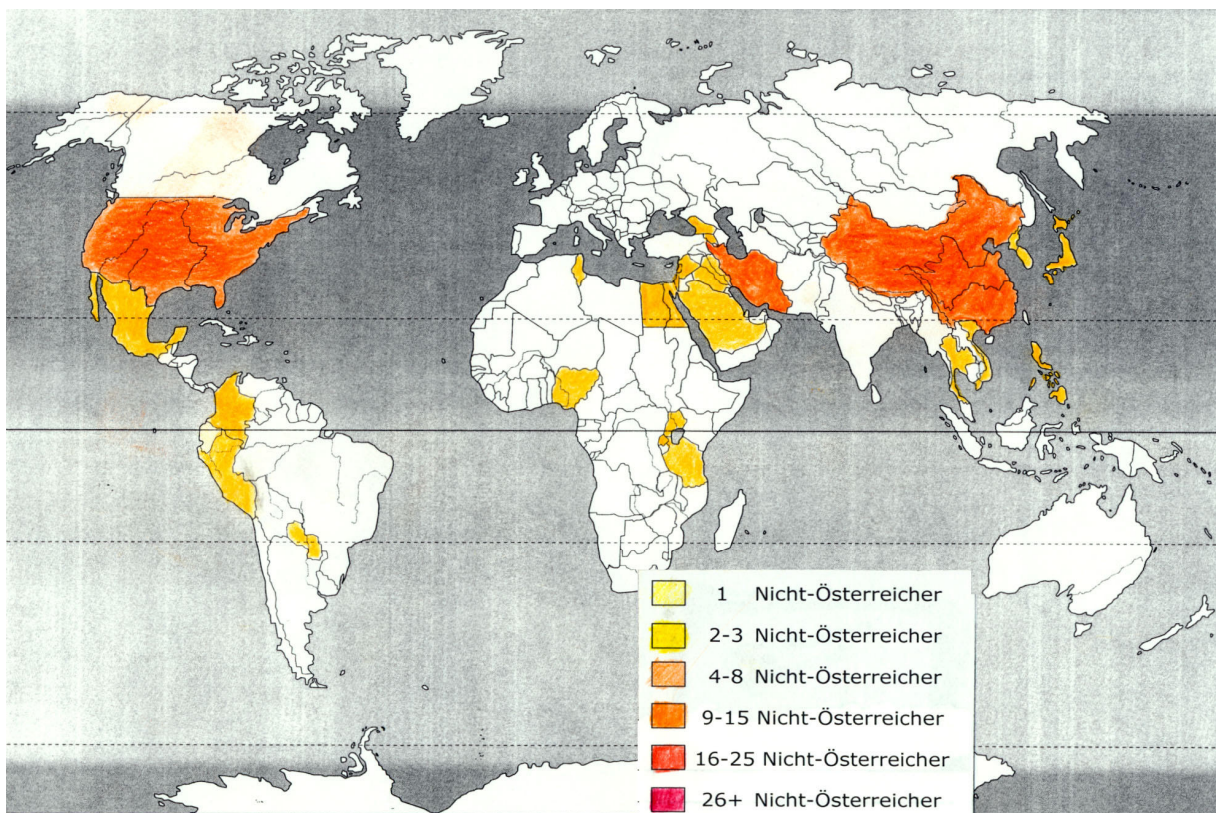 1 Nicht-Österreicher
2-3 Nicht-Österreicher
4-8 Nicht-Österreicher
9-15 Nicht-Österreicher
16-25 Nicht-Österreicher
26+ Nicht-Österreicher